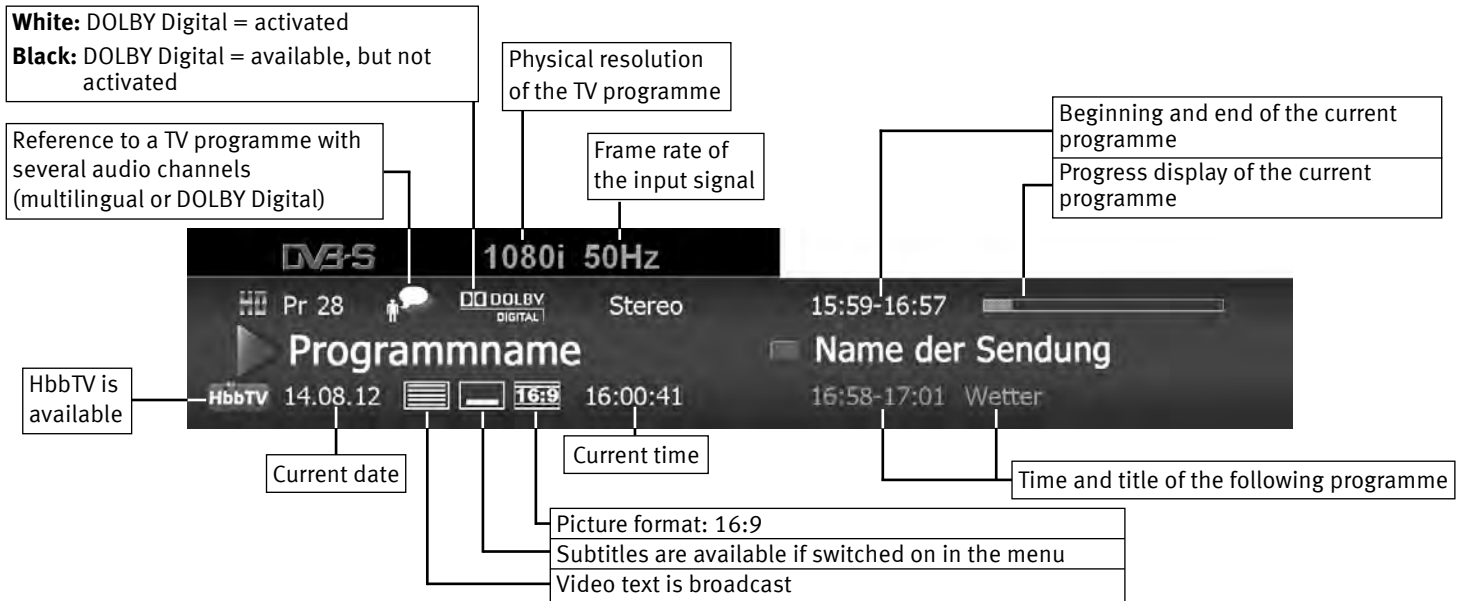 White: DOLBY Digital = activated
Black: DOLBY Digital = available, but not
activated
Physical resolution
of the TV programme
Beginning and end of the current
programme
Progress display of the current
programme
Reference to a TV programme with
several audio channels
(multilingual or DOLBY Digital)
Frame rate of
the input signal
DVB-S 1080i 50Hz
HD Pr 28 DOLBY DIGITAL Stereo 15:59-16:57
Programmname Name der Sendung
HbbTV 14.08.12 16:9 16:00:41 16:58-17:01 Wetter
HbbTV is
available
Current date
Current time
Time and title of the following programme
Picture format: 16:9
Subtitles are available if switched on in the menu
Video text is broadcast